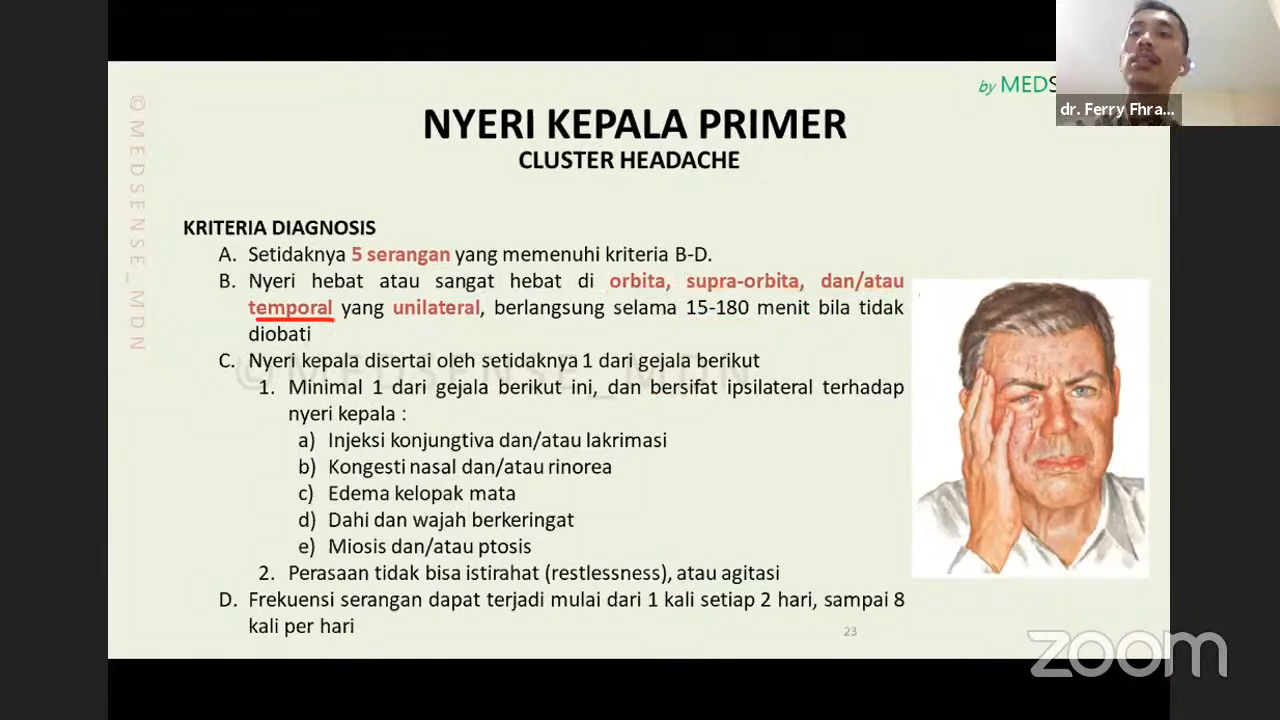 by MEDS
dr. Ferry Fhra...
©MEDSENSE_MDN
NYERI KEPALA PRIMER
CLUSTER HEADACHE
KRITERIA DIAGNOSIS
A. Setidaknya 5 serangan yang memenuhi kriteria B-D.
B. Nyeri hebat atau sangat hebat di orbita, supra-orbita, dan/atau
temporal yang unilateral, berlangsung selama 15-180 menit bila tidak
diobati
C. Nyeri kepala disertai oleh setidaknya 1 dari gejala berikut
©MEDSENSE_MDN
1. Minimal 1 dari gejala berikut ini, dan bersifat ipsilateral terhadap
nyeri kepala :
a) Injeksi konjungtiva dan/atau lakrimasi
b) Kongesti nasal dan/atau rinorea
c) Edema kelopak mata
d) Dahi dan wajah berkeringat
e) Miosis dan/atau ptosis
2. Perasaan tidak bisa istirahat (restlessness), atau agitasi
D. Frekuensi serangan dapat terjadi mulai dari 1 kali setiap 2 hari, sampai 8
kali per hari
23
zoom